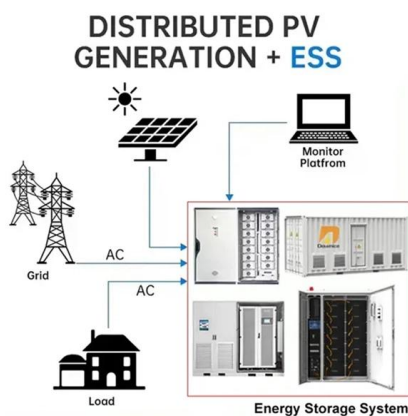 DISTRIBUTED PV
GENERATION + ESS
Monitor
Platfrom
Grid
AC
AC
Load
Energy Storage System